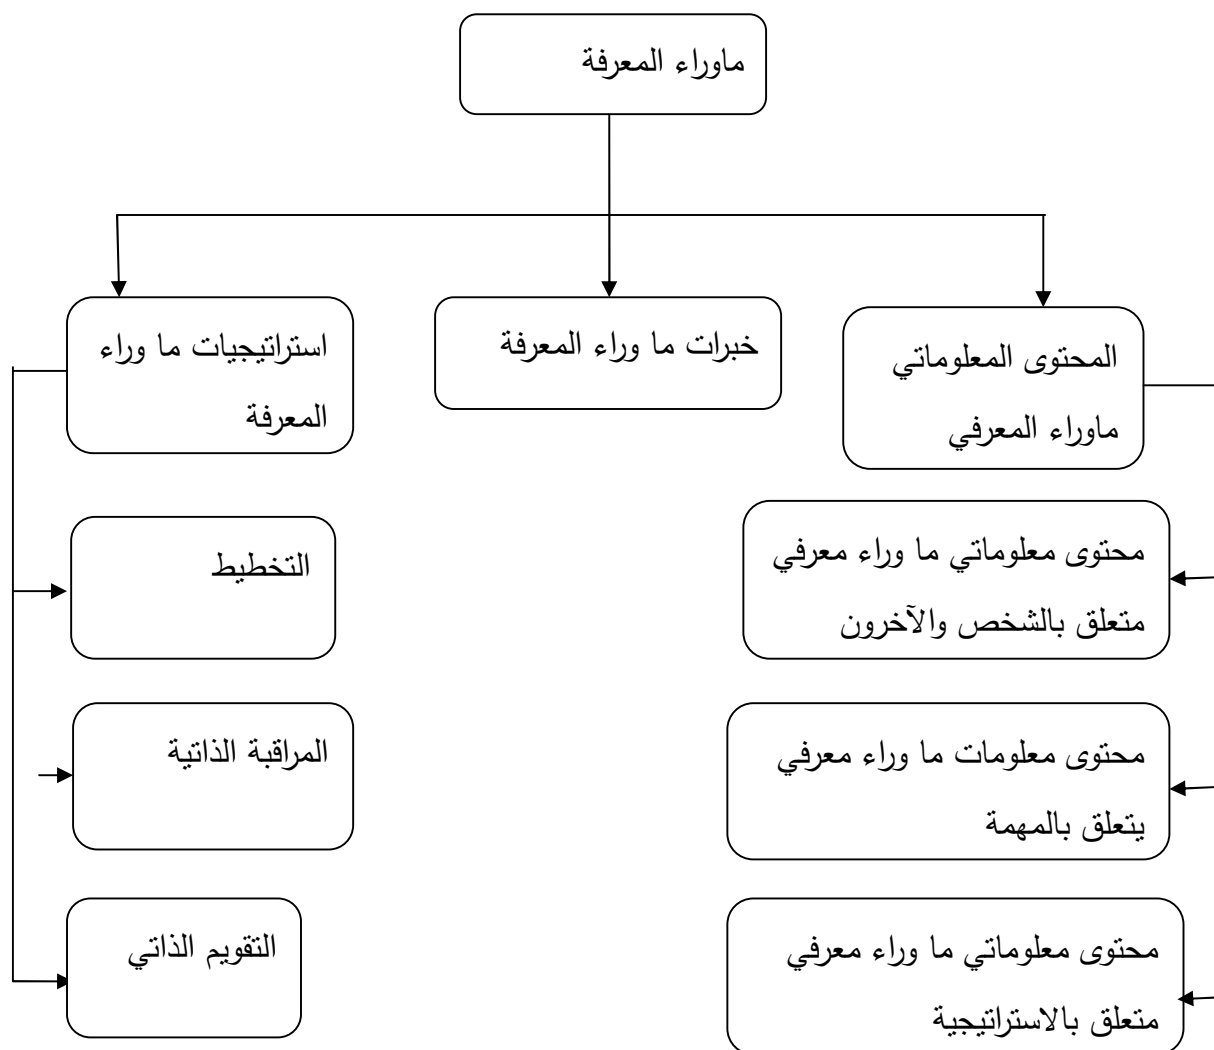 ماوراء المعرفة
المحتوى المعلوماتي
ماوراء المعرفي
خبرات ما وراء المعرفة
استراتيجيات ما وراء
المعرفة
محتوى معلوماتي ما وراء معرفي
متعلق بالشخص والآخرون
التخطيط
محتوى معلومات ما وراء معرفي
يتعلق بالمهمة
المراقبة الذاتية
محتوى معلوماتي ما وراء معرفي
متعلق بالاستراتيجية
التقويم الذاتي